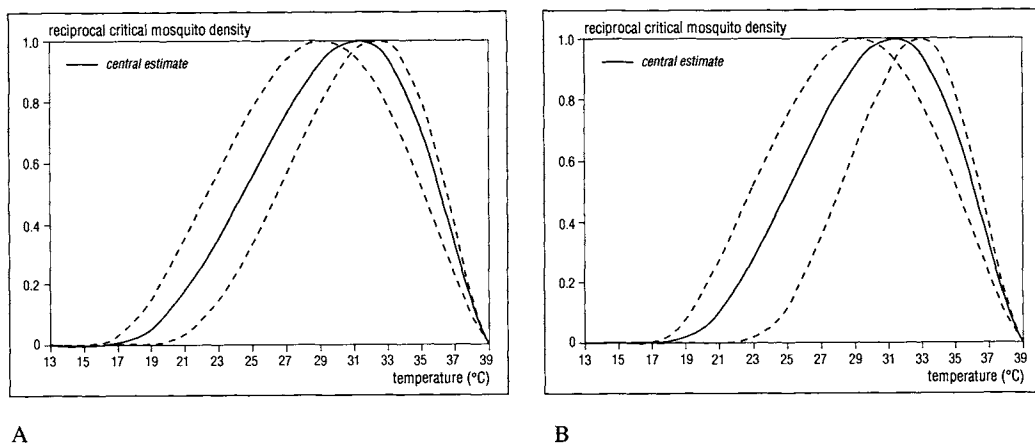 reciprocal critical mosquito density
1.0
central estimate
0.8
0.6
0.4
0.2
0
13 15 17 19 21 23 25 27 29 31 33 35 37 39
temperature (°C)
A
reciprocal critical mosquito density
1.0
central estimate
0.8
0.6
0.4
0.2
0
13 15 17 19 21 23 25 27 29 31 33 35 37 39
temperature (°C)
B